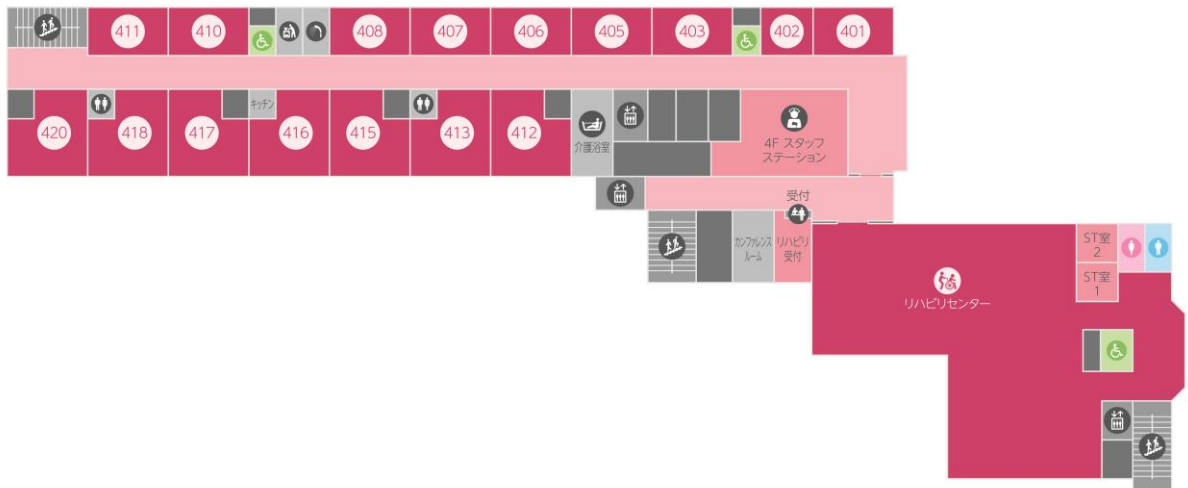 411
410
408
407
406
405
403
402
401
420
418
417
キッチン
416
415
413
412
介護浴室
4F スタッフ
ステーション
受付
カンファレンス
ルーム
リハビリ
受付
ST室
2
ST室
1
リハビリセンター